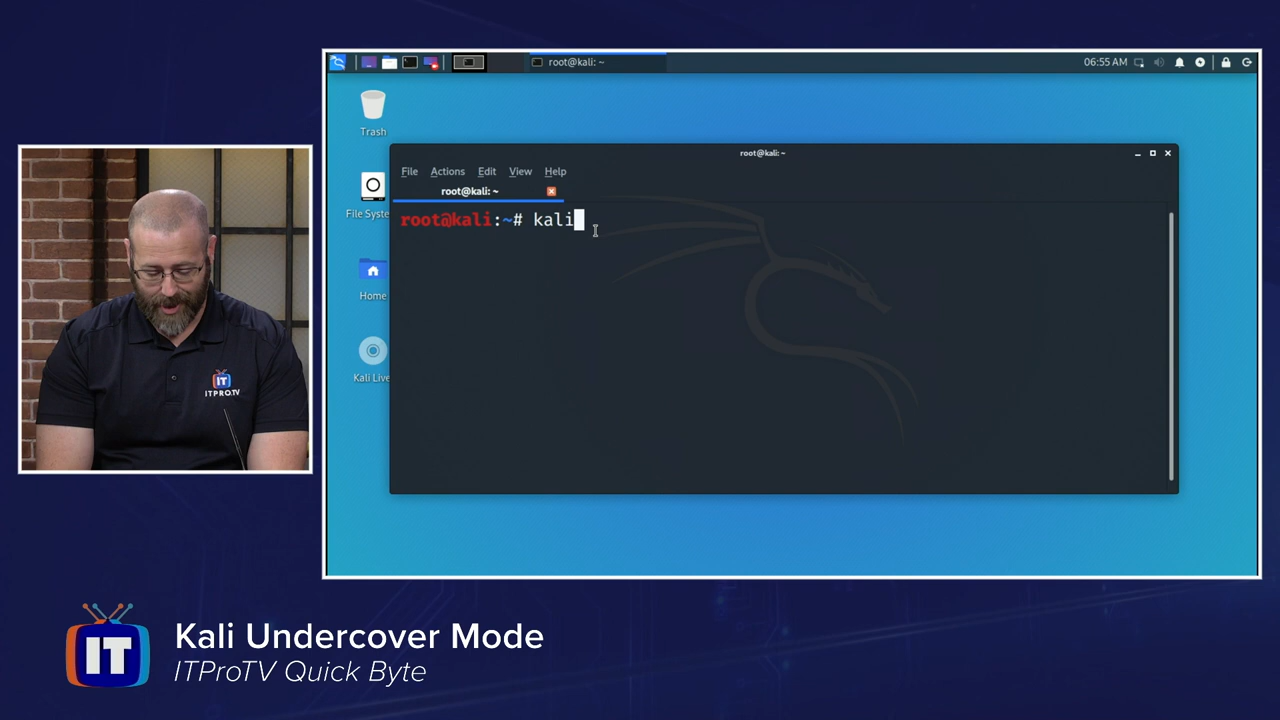 root@kali: ~
06:55 AM
Trash
root@kali:~
File Actions Edit View Help
root@kali: ~
File Syste
root@kali:~# kali
Home
Kali Live
IT
ITPRO.TV
IT
Kali Undercover Mode
ITProTV Quick Byte